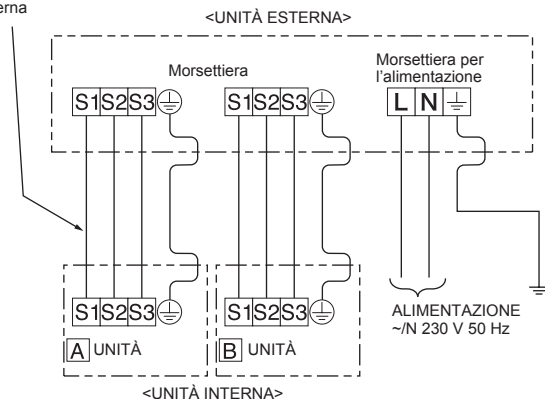 erna
<UNITÀ ESTERNA>
Morsettiera
Morsettiera per
l'alimentazione
S1 S2 S3
S1 S2 S3
L N
S1 S2 S3
S1 S2 S3
A UNITÀ
B UNITÀ
ALIMENTAZIONE
~/N 230 V 50 Hz
<UNITÀ INTERNA>